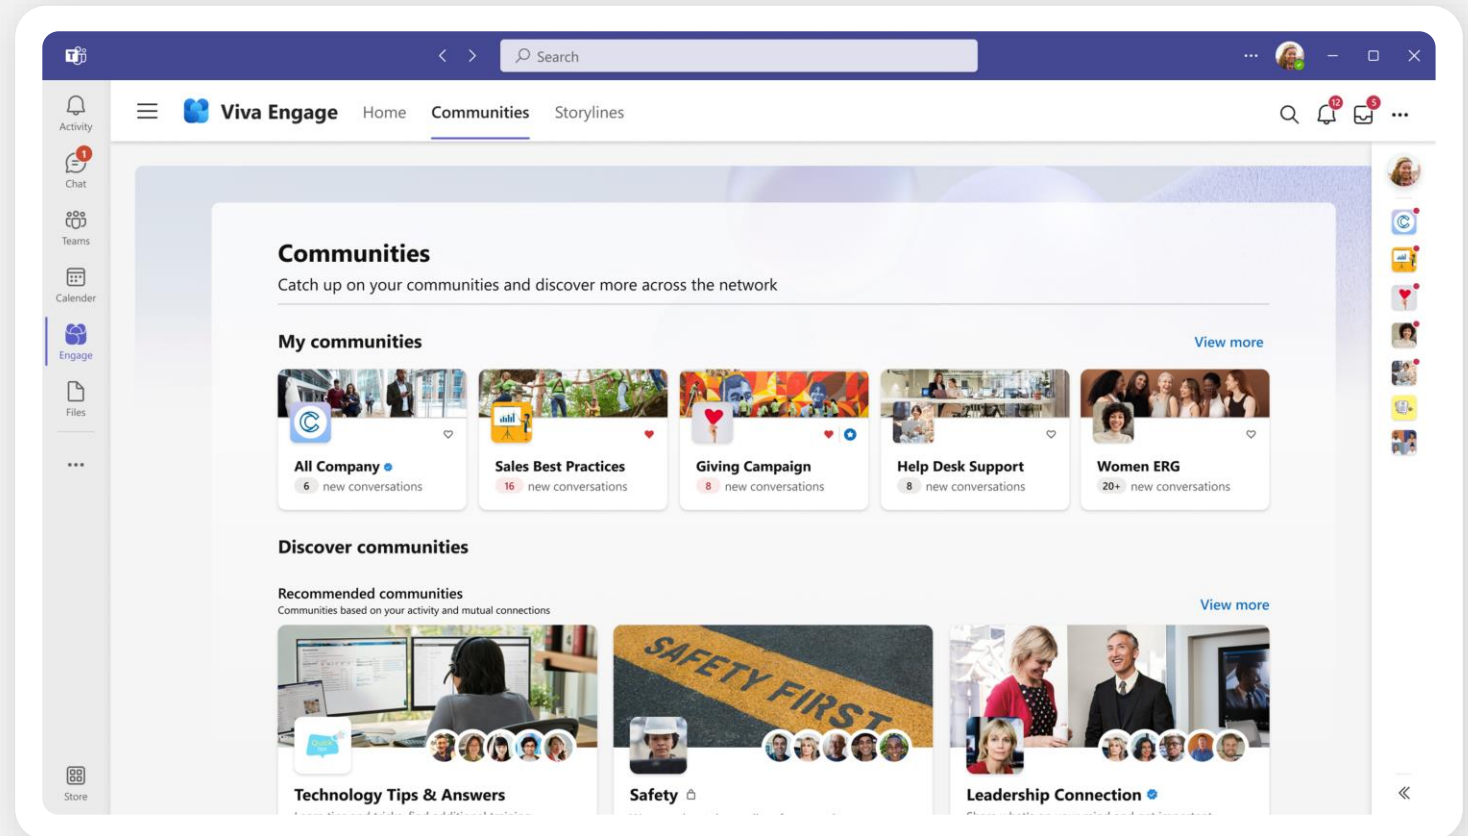 Search
Activity
Viva Engage
Home
Communities
Storylines
12
5
1
Chat
Teams
Calender
Engage
Files
Store
Communities
Catch up on your communities and discover more across the network
My communities
View more
All Company
6 new conversations
Sales Best Practices
16 new conversations
Giving Campaign
8 new conversations
Help Desk Support
8 new conversations
Women ERG
20+ new conversations
Discover communities
Recommended communities
Communities based on your activity and mutual connections
View more
SAFETY FIRST
Technology Tips & Answers
Safety
Leadership Connection